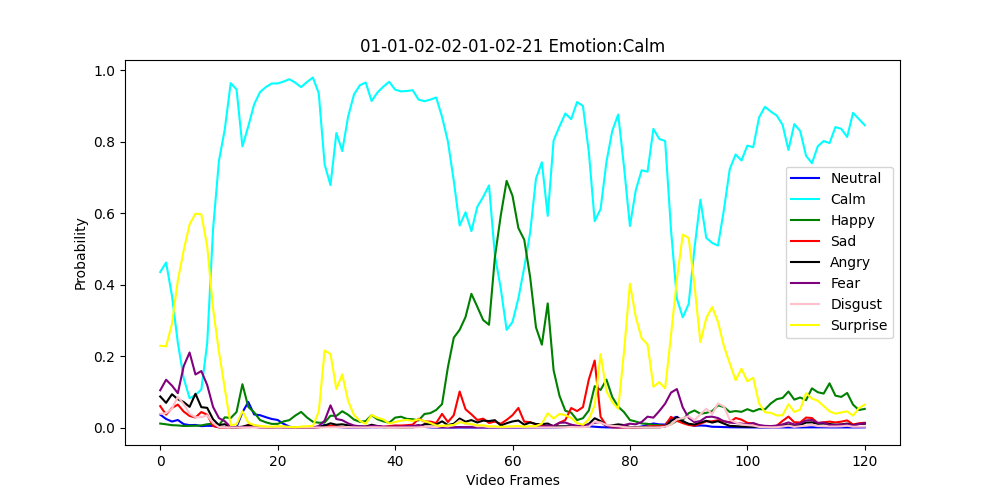 01-01-02-02-01-02-21 Emotion:Calm
1.0
0.8
0.6
0.4
0.2
0.0
Probability
0
20
40
60
80
100
120
Video Frames
Neutral
Calm
Happy
Sad
Angry
Fear
Disgust
Surprise